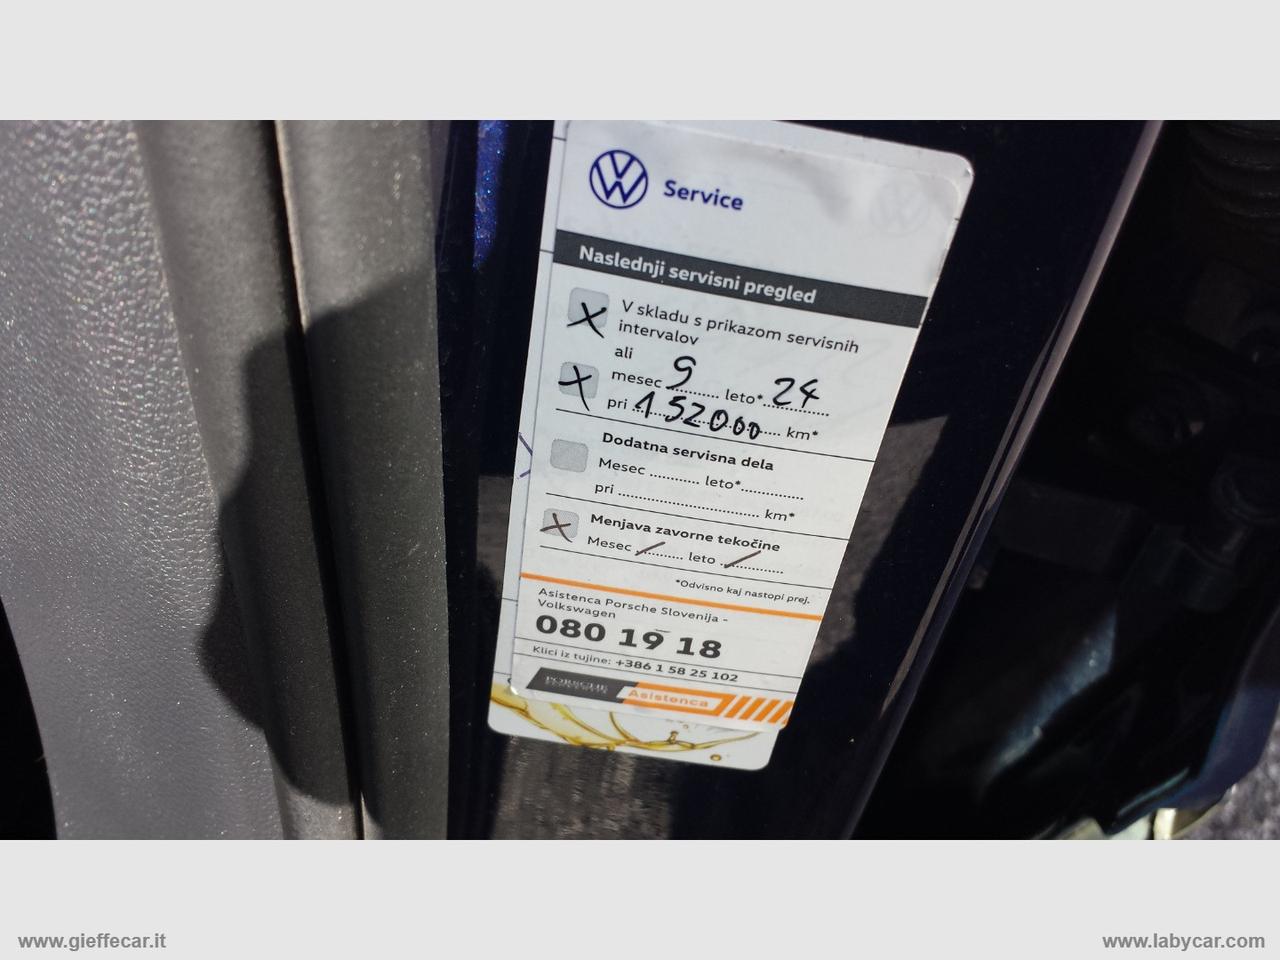 Service
Naslednji servisni pregled
X V skladu s prikazom servisnih
intervalov
ali
X mesec 9 leto* 24
pri 152000 km*
Dodatna servisna dela
Mesec ........... leto*..............
pri ................................ km*
X Menjava zavorne tekočine
Mesec / leto /
*Odvisno kaj nastopi prej.
Asistenca Porsche Slovenija -
Volkswagen
080 19 18
Klici iz tujine: +386 1 58 25 102
PORSCHE
Asistenca
www.gieffecar.it
www.labycar.com